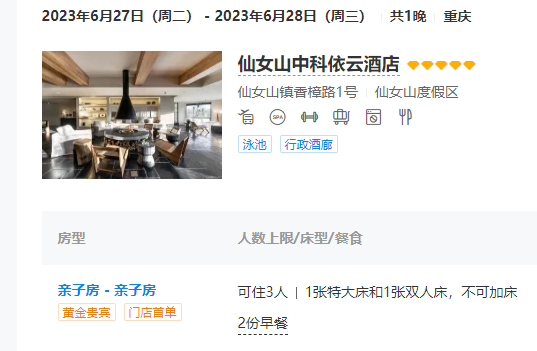 2023年6月27日（周二） - 2023年6月28日（周三） 共1晚 重庆
仙女山中科依云酒店
仙女山镇香樟路1号 仙女山度假区
SPA
泳池 行政酒廊
房型 人数上限/床型/餐食
亲子房 - 亲子房 可住3人 | 1张特大床和1张双人床，不可加床
黄金贵宾 门店首单 2份早餐